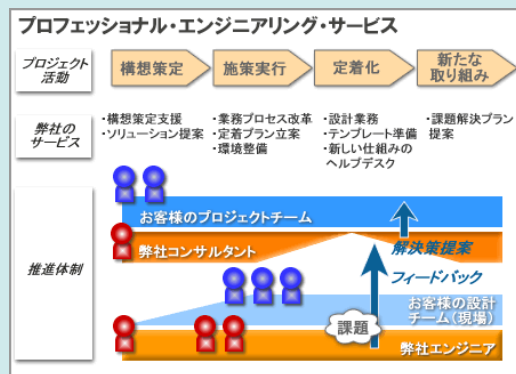 プロフェッショナル・エンジニアリング・サービス
プロジェクト
活動
構想策定
施策実行
定着化
新たな
取り組み
弊社の
サービス
・構想策定支援
・ソリューション提案
・業務プロセス改革
・定着プラン立案
・環境整備
・設計業務
・テンプレート準備
・新しい仕組みの
ヘルプデスク
・課題解決プラン
提案
推進体制
お客様のプロジェクトチーム
弊社コンサルタント
解決策提案
フィードバック
お客様の設計
チーム(現場)
課題
弊社エンジニア